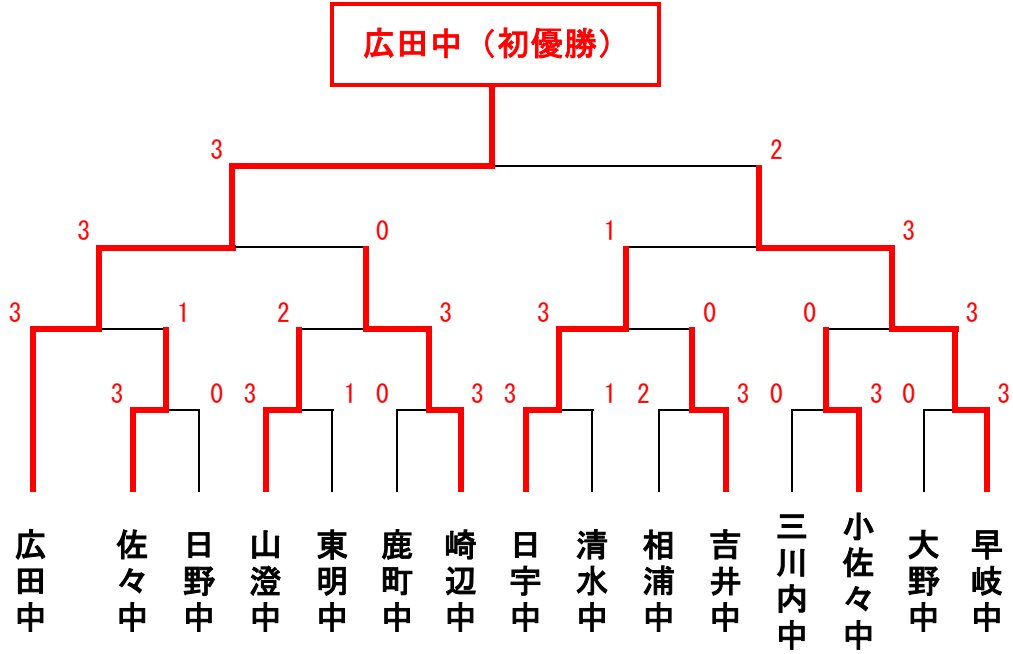 広田中（初優勝）
3 2
3 0 1 3
3 1 2 3 3 0 0 3
3 0 3 1 0 3 3 1 2 3 0 3 0 3
広田中
佐々中
日野中
山澄中
東明中
鹿町中
崎辺中
日宇中
清水中
相浦中
吉井中
三川内中
小佐々中
大野中
早岐中